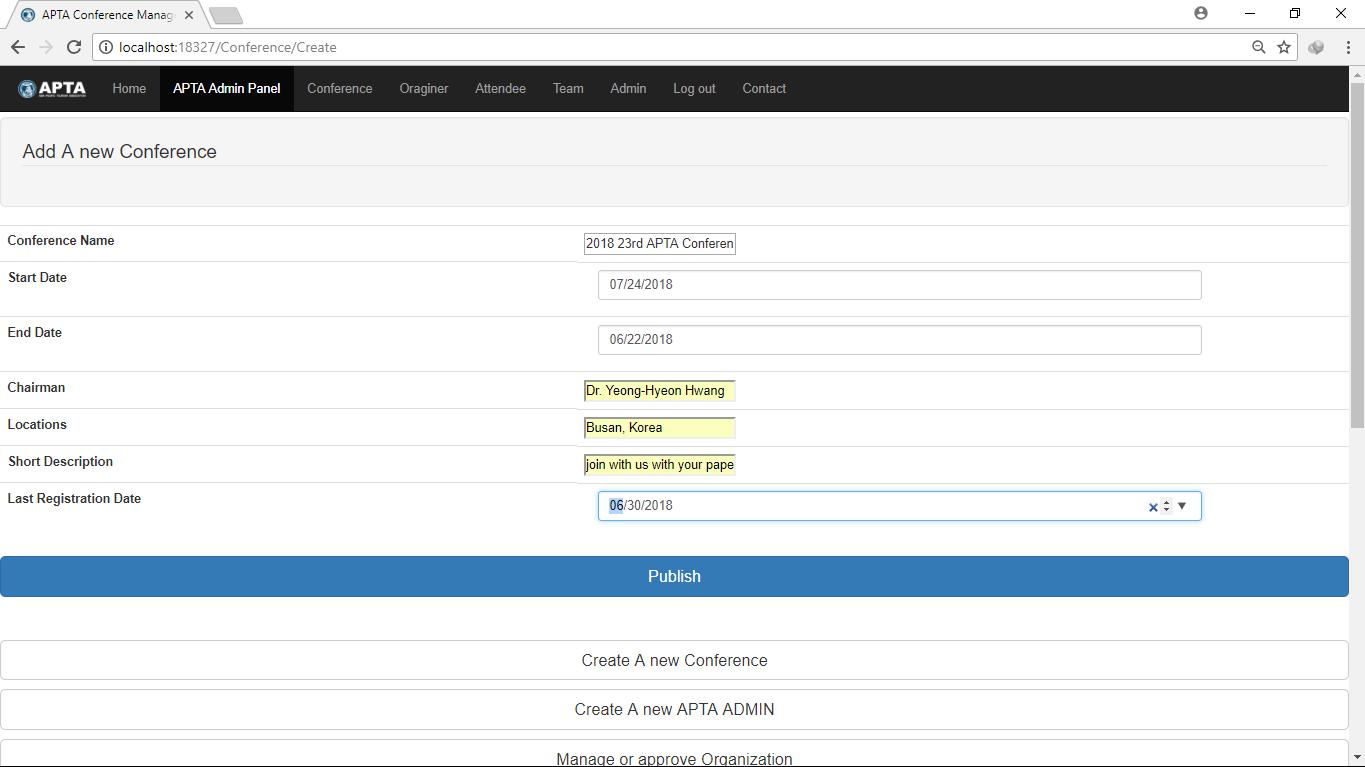 APTA Conference Manag
localhost:18327/Conference/Create
APTA Home APTA Admin Panel Conference Oraginer Attendee Team Admin Log out Contact
Add A new Conference
Conference Name 2018 23rd APTA Conferen
Start Date 07/24/2018
End Date 06/22/2018
Chairman Dr. Yeong-Hyeon Hwang
Locations Busan, Korea
Short Description join with us with your pape
Last Registration Date 06/30/2018
Publish
Create A new Conference
Create A new APTA ADMIN
Manage or approve Organization